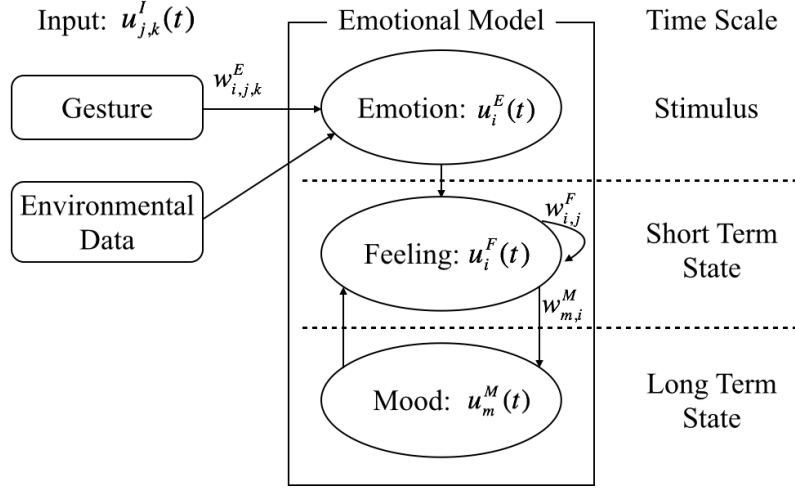 Input: u^I_{j,k}(t)
Emotional Model
Time Scale
w^E_{i,j,k}
Gesture
Emotion: u^E_i(t)
Stimulus
Environmental
Data
w^F_{i,j}
Feeling: u^F_i(t)
Short Term
State
w^M_{m,i}
Mood: u^M_m(t)
Long Term
State